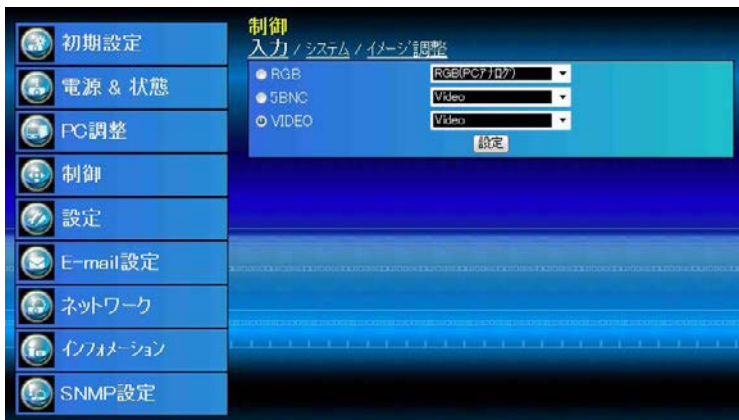 初期設定
電源 & 状態
PC調整
制御
設定
E-mail設定
ネットワーク
インフォメーション
SNMP設定
制御
入力 / システム / イメージ調整
RGB RGB(PCアナログ)
5BNC Video
VIDEO Video
設定